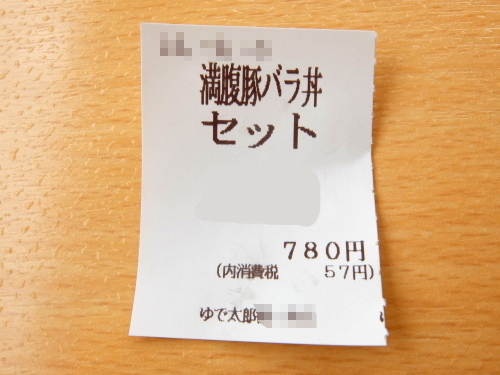 満腹豚バラ丼
セット
780円
(内消費税 57円)
ゆで太郎